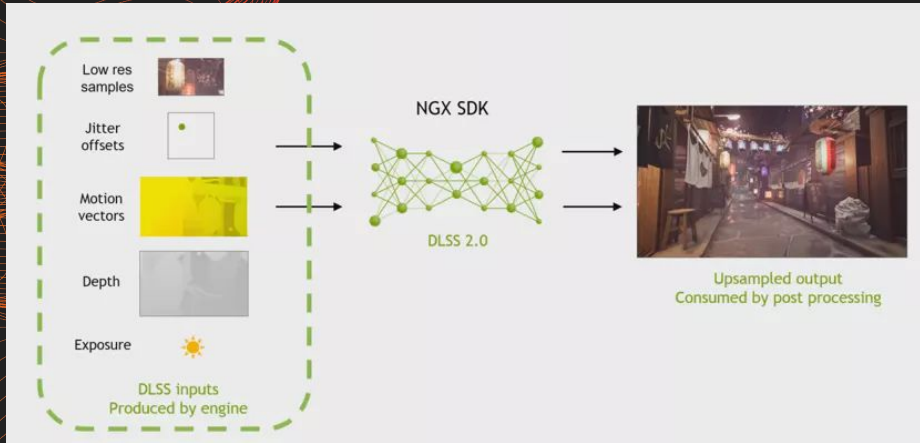 Low res
samples
Jitter
offsets
Motion
vectors
Depth
Exposure
DLSS inputs
Produced by engine
NGX SDK
DLSS 2.0
Upsampled output
Consumed by post processing